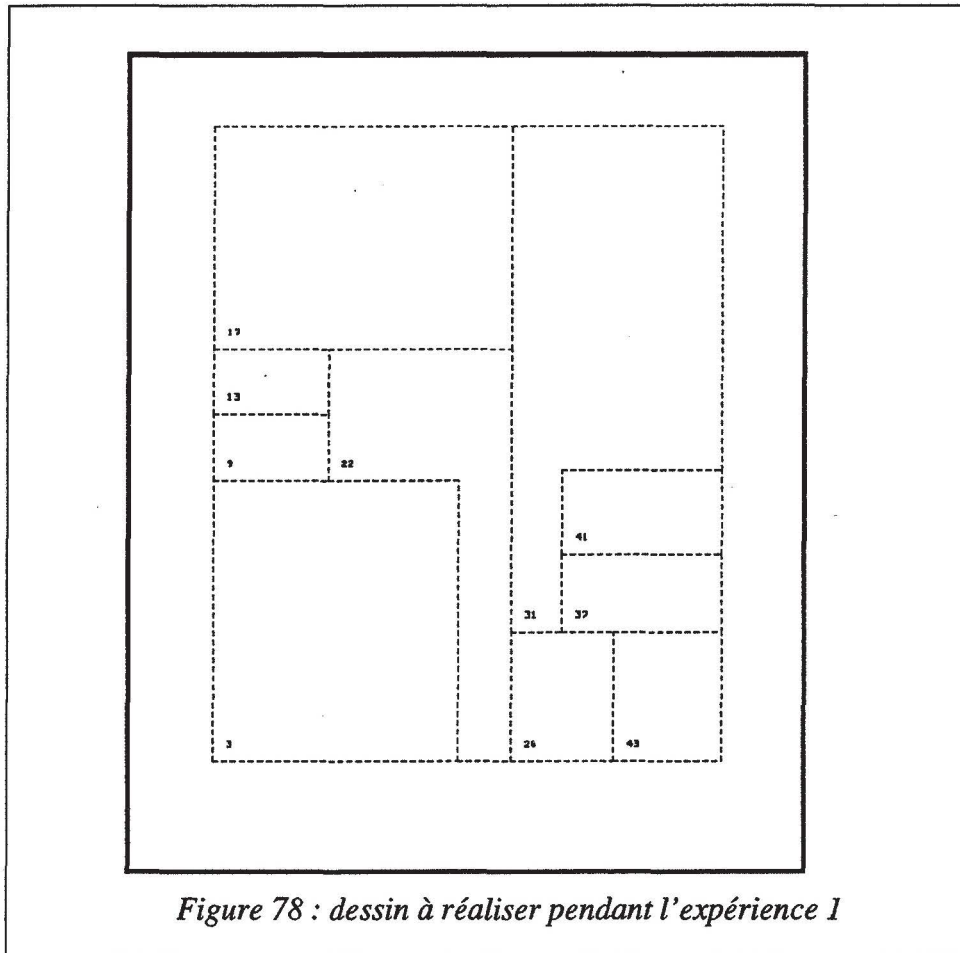 17
13
9 22
41
31 37
3 26 43
Figure 78 : dessin à réaliser pendant l'expérience 1